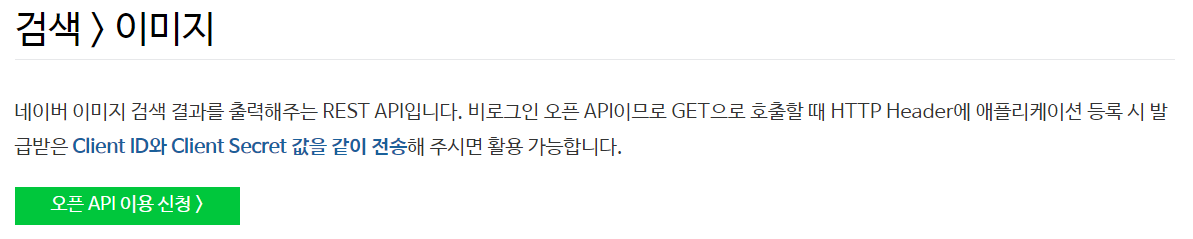 검색 > 이미지
네이버 이미지 검색 결과를 출력해주는 REST API입니다. 비로그인 오픈 API이므로 GET으로 호출할 때 HTTP Header에 애플리케이션 등록 시 발
급받은 Client ID와 Client Secret 값을 같이 전송해 주시면 활용 가능합니다.
오픈 API 이용 신청 >